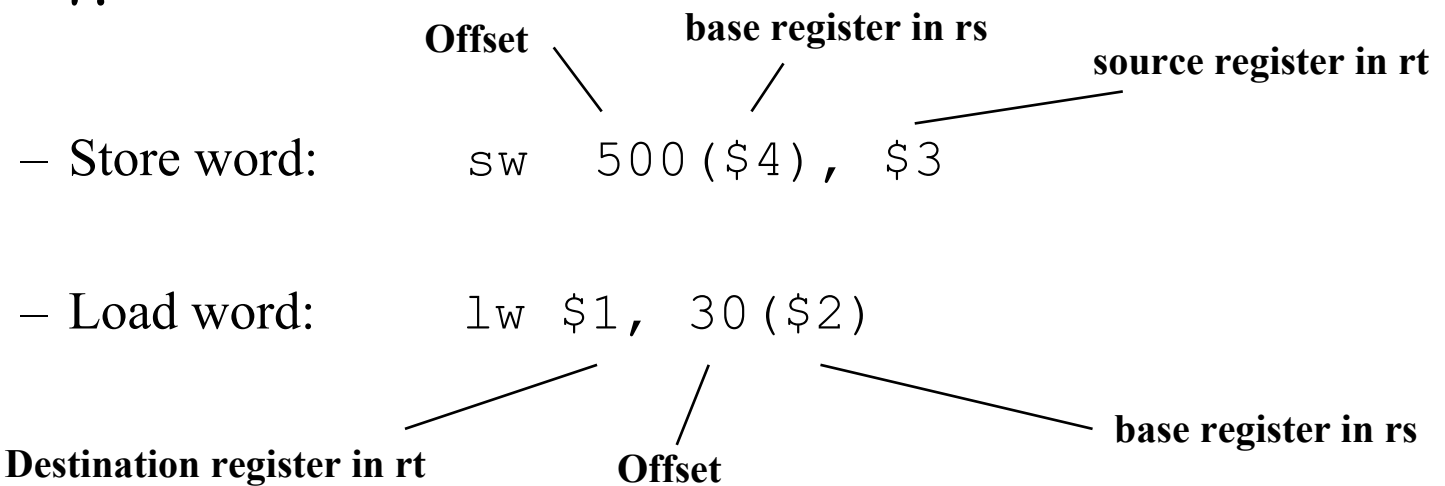 Offset
base register in rs
source register in rt
– Store word: sw 500($4), $3
– Load word: lw $1, 30($2)
Destination register in rt
Offset
base register in rs